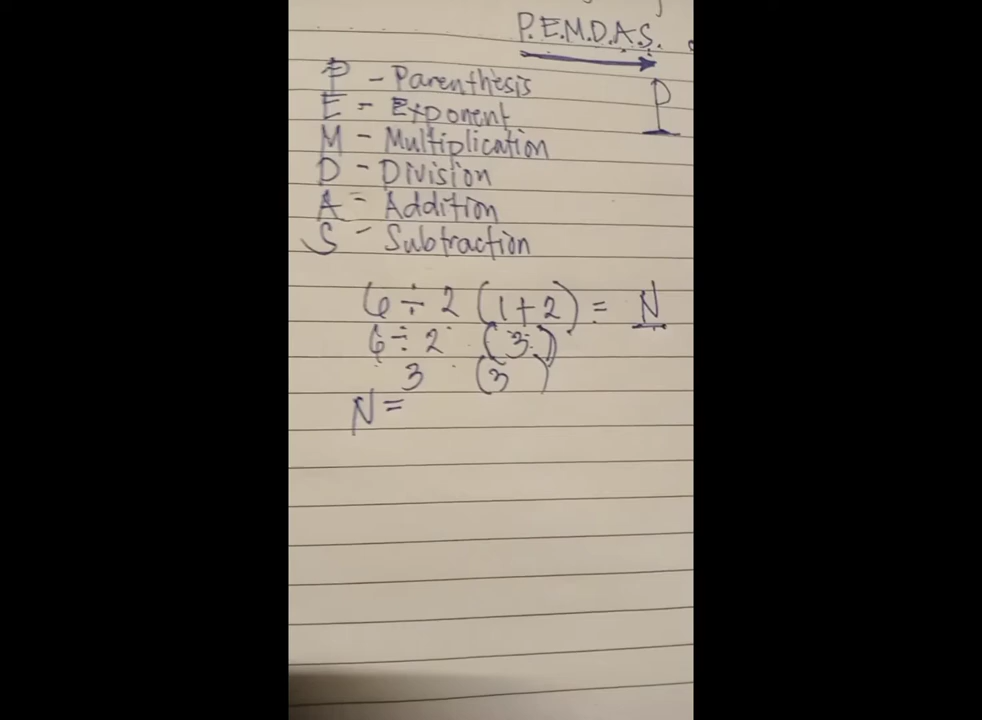 P.E.M.D.A.S.
P - Parenthesis
P
E - Exponent
M - Multiplication
D - Division
A - Addition
S - Subtraction
6 ÷ 2 (1+2) = N
6 ÷ 2 (3)
3 (3)
N =